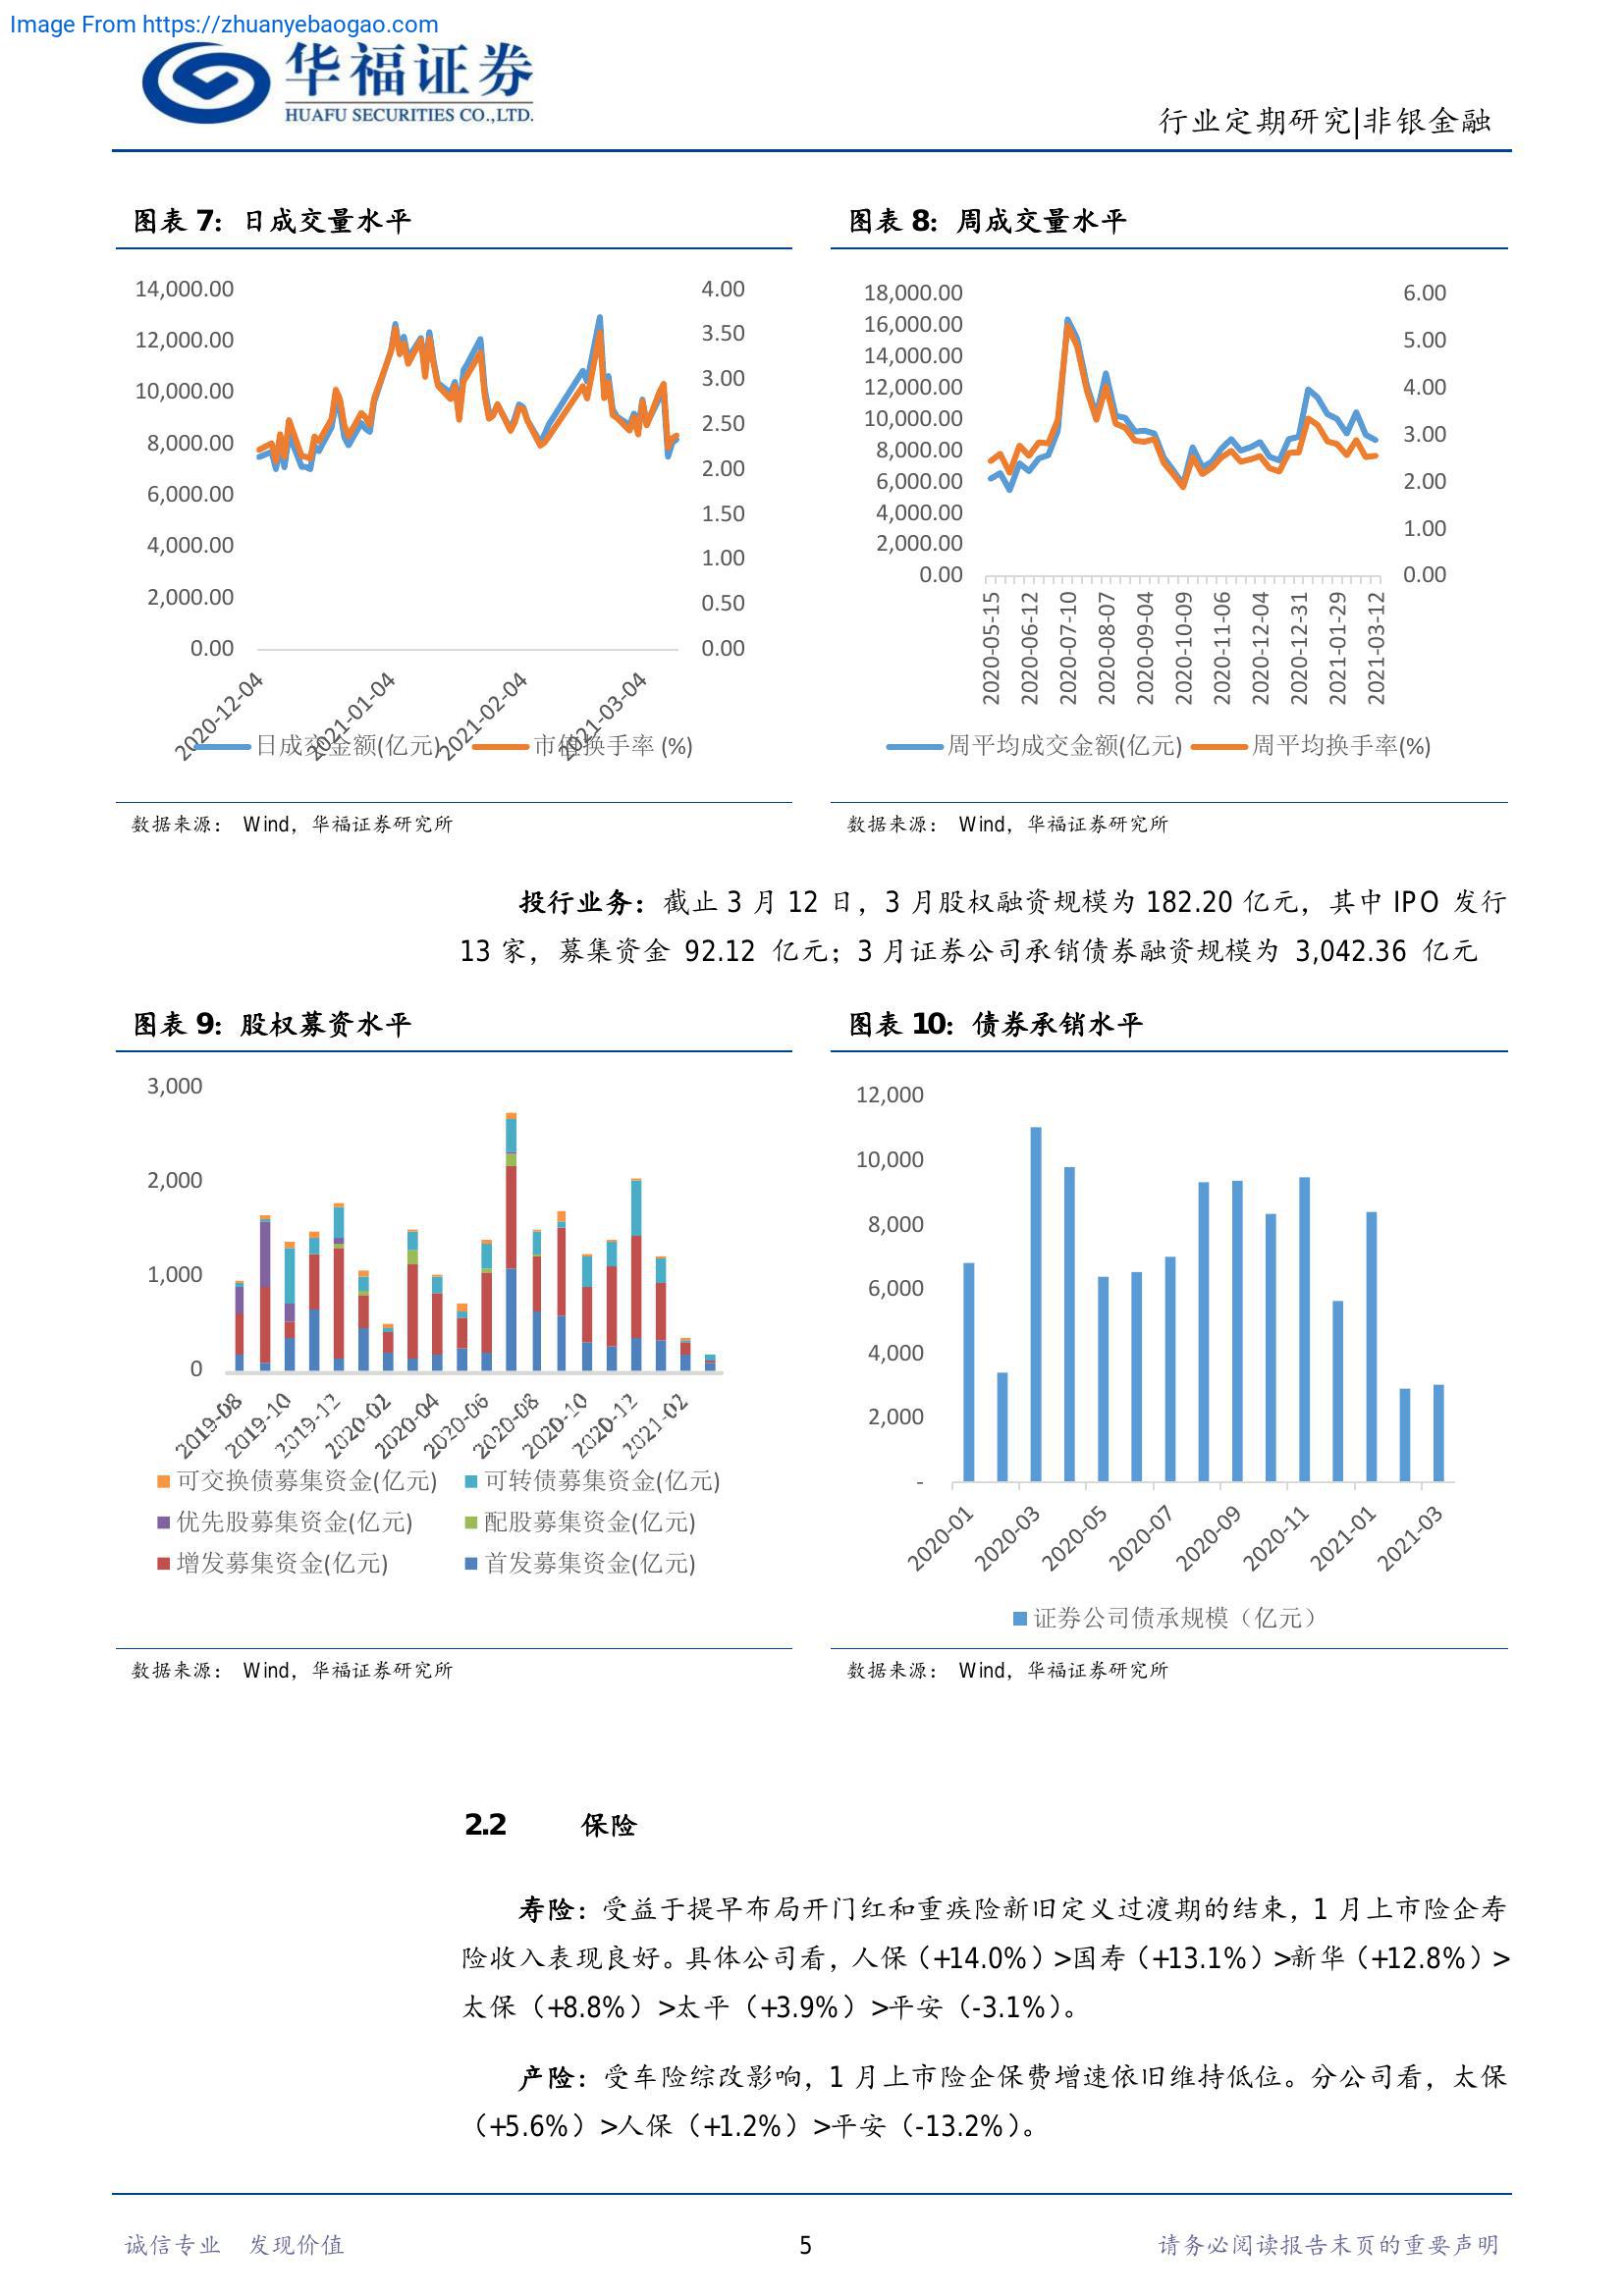 Image From https://zhuanyebaogao.com
华福证券
HUAFU SECURITIES CO.,LTD.
行业定期研究|非银金融
图表 7：日成交量水平
14,000.00
12,000.00
10,000.00
8,000.00
6,000.00
4,000.00
2,000.00
0.00
4.00
3.50
3.00
2.50
2.00
1.50
1.00
0.50
0.00
2020-12-04
2021-01-04
2021-02-04
2021-03-04
日成交金额(亿元)
市值换手率 (%)
数据来源： Wind，华福证券研究所
图表 8：周成交量水平
18,000.00
16,000.00
14,000.00
12,000.00
10,000.00
8,000.00
6,000.00
4,000.00
2,000.00
0.00
6.00
5.00
4.00
3.00
2.00
1.00
0.00
2020-05-15
2020-06-12
2020-07-10
2020-08-07
2020-09-04
2020-10-09
2020-11-06
2020-12-04
2020-12-31
2021-01-29
2021-03-12
周平均成交金额(亿元)
周平均换手率(%)
数据来源： Wind，华福证券研究所
投行业务：截止 3 月 12 日，3 月股权融资规模为 182.20 亿元，其中 IPO 发行
13 家，募集资金 92.12 亿元；3 月证券公司承销债券融资规模为 3,042.36 亿元
图表 9：股权募资水平
3,000
2,000
1,000
0
2019-08
2019-10
2019-12
2020-02
2020-04
2020-06
2020-08
2020-10
2020-12
2021-02
可交换债募集资金(亿元)
可转债募集资金(亿元)
优先股募集资金(亿元)
配股募集资金(亿元)
增发募集资金(亿元)
首发募集资金(亿元)
数据来源： Wind，华福证券研究所
图表 10：债券承销水平
12,000
10,000
8,000
6,000
4,000
2,000
-
2020-01
2020-03
2020-05
2020-07
2020-09
2020-11
2021-01
2021-03
证券公司债承规模（亿元）
数据来源： Wind，华福证券研究所
2.2 保险
寿险：受益于提早布局开门红和重疾险新旧定义过渡期的结束，1 月上市险企寿
险收入表现良好。具体公司看，人保（+14.0%）>国寿（+13.1%）>新华（+12.8%）>
太保（+8.8%）>太平（+3.9%）>平安（-3.1%）。
产险：受车险综改影响，1 月上市险企保费增速依旧维持低位。分公司看，太保
（+5.6%）>人保（+1.2%）>平安（-13.2%）。
诚信专业 发现价值
5
请务必阅读报告末页的重要声明